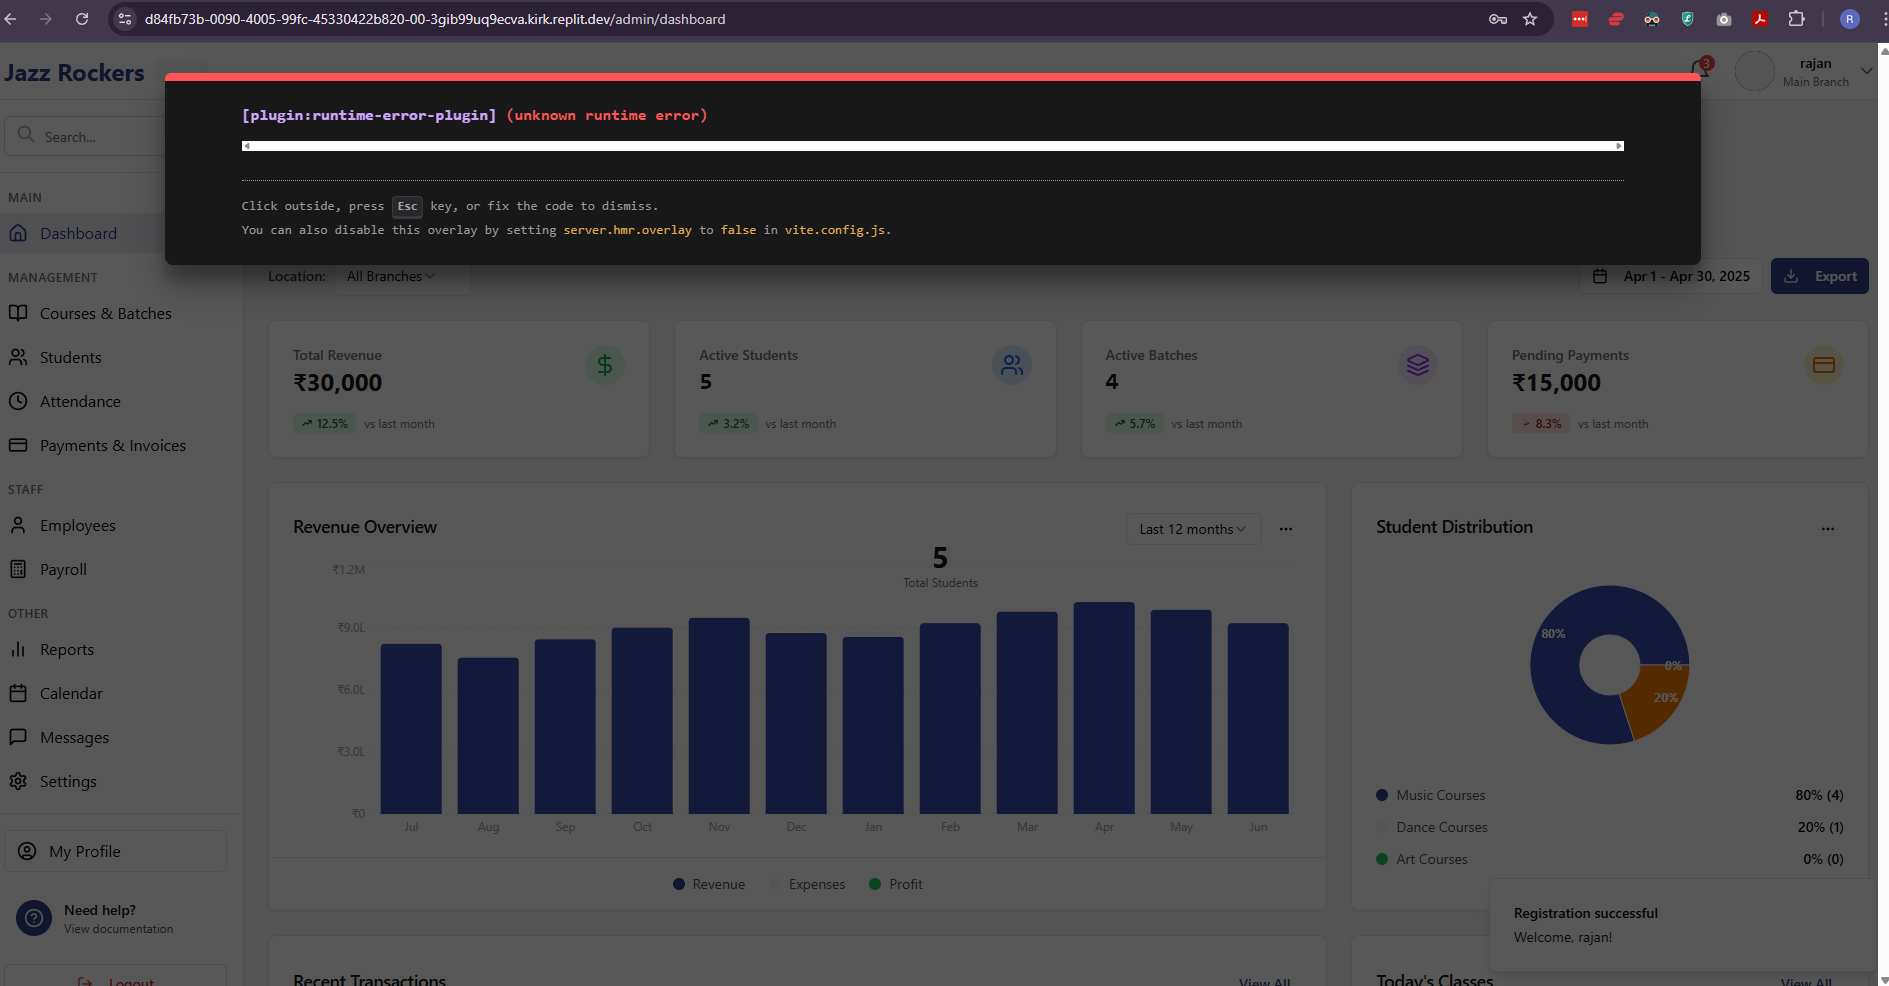 d84fb73b-0090-4005-99fc-45330422b820-00-3gib99uq9ecva.kirk.replit.dev/admin/dashboard
R
Jazz Rockers
3
rajan
Main Branch
[plugin:runtime-error-plugin] (unknown runtime error)
Click outside, press Esc key, or fix the code to dismiss.
You can also disable this overlay by setting server.hmr.overlay to false in vite.config.js.
Search...
MAIN
Dashboard
MANAGEMENT
Courses & Batches
Students
Attendance
Payments & Invoices
STAFF
Employees
Payroll
OTHER
Reports
Calendar
Messages
Settings
My Profile
Need help?
View documentation
Logout
Location: All Branches
Apr 1 - Apr 30, 2025
Export
Total Revenue
₹30,000
12.5% vs last month
Active Students
5
3.2% vs last month
Active Batches
4
5.7% vs last month
Pending Payments
₹15,000
8.3% vs last month
Revenue Overview
Last 12 months
5
Total Students
₹1.2M
₹9.0L
₹6.0L
₹3.0L
₹0
Jul Aug Sep Oct Nov Dec Jan Feb Mar Apr May Jun
Revenue Expenses Profit
Student Distribution
80%
0%
20%
Music Courses 80% (4)
Dance Courses 20% (1)
Art Courses 0% (0)
Registration successful
Welcome, rajan!
Recent Transactions
View All
Today's Classes
View All